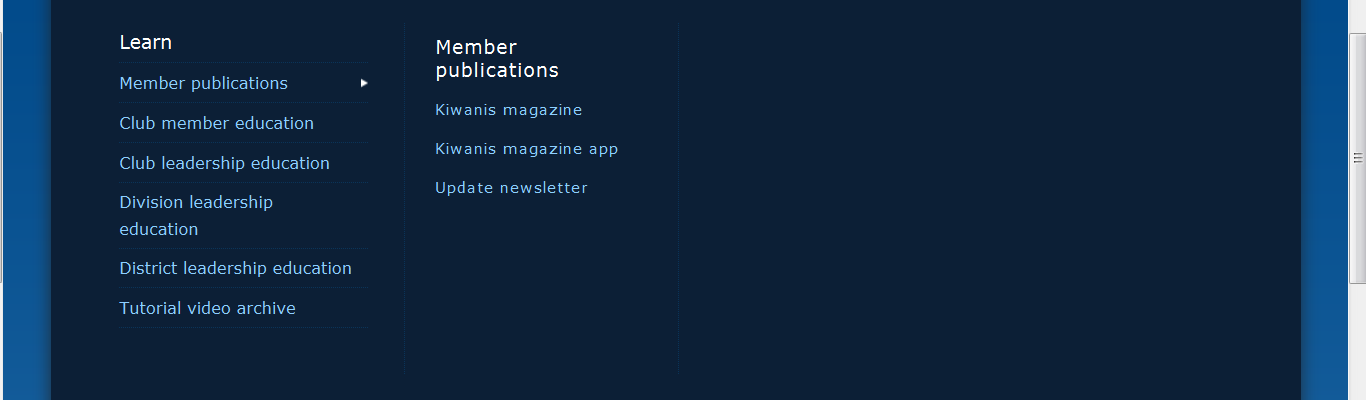 Learn
Member publications
Club member education
Club leadership education
Division leadership
education
District leadership education
Tutorial video archive
Member
publications
Kiwanis magazine
Kiwanis magazine app
Update newsletter